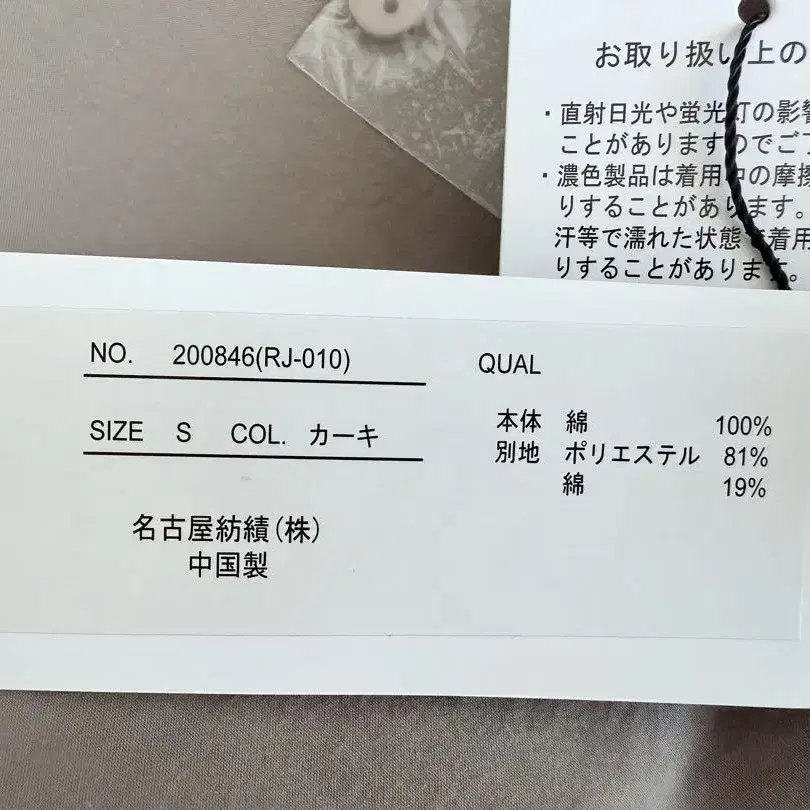 お取り扱い上の
・直射日光や蛍光灯の影響
ことがありますのでご
・濃色製品は着用中の摩擦
りすることがあります。
汗等で濡れた状態で着用
りすることがあります。
NO. 200846(RJ-010)
SIZE S COL. カーキ
名古屋紡績(株)
中国製
QUAL
本体 綿 100%
別地 ポリエステル 81%
綿 19%